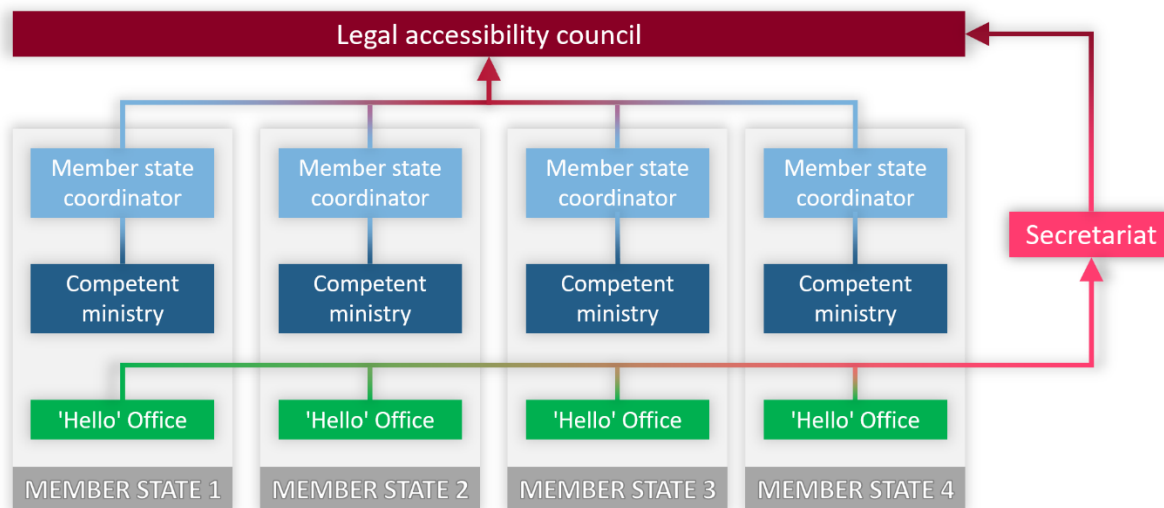 Legal accessibility council
Member state
coordinator
Member state
coordinator
Member state
coordinator
Member state
coordinator
Secretariat
Competent
ministry
Competent
ministry
Competent
ministry
Competent
ministry
'Hello' Office
'Hello' Office
'Hello' Office
'Hello' Office
MEMBER STATE 1
MEMBER STATE 2
MEMBER STATE 3
MEMBER STATE 4